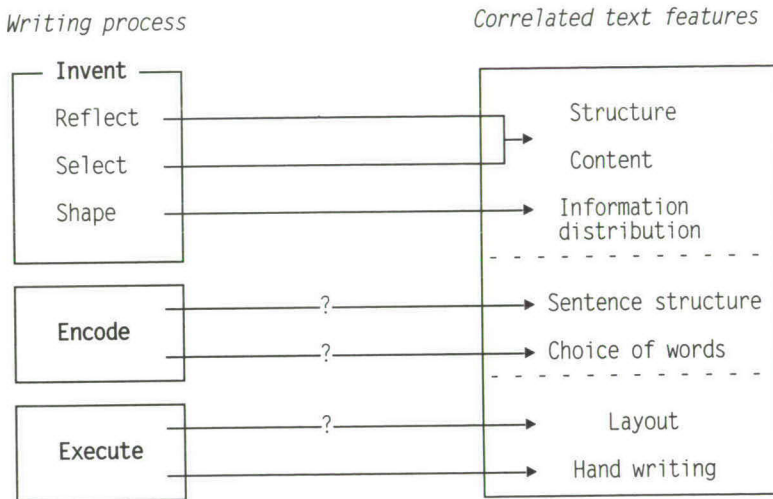 Writing process
Correlated text features
Invent
Reflect
Select
Shape
Structure
Content
Information
distribution
Encode
?
?
Sentence structure
Choice of words
Execute
?
Layout
Hand writing